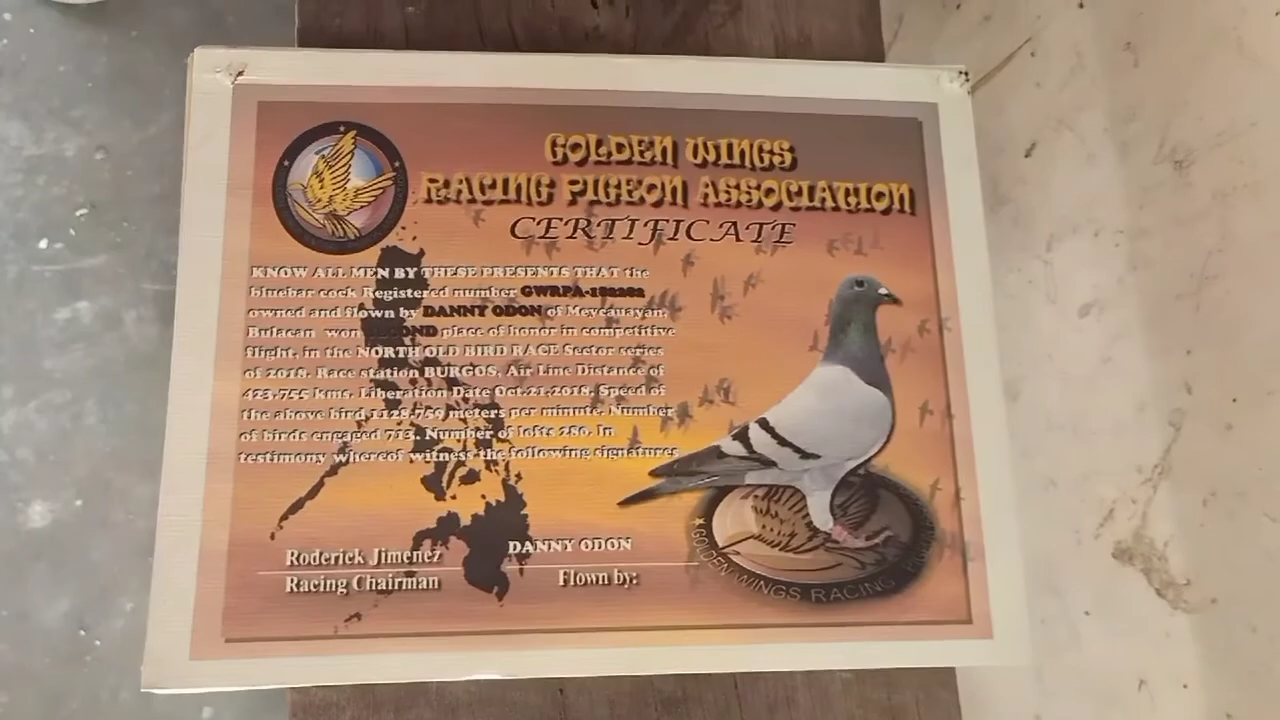 GOLDEN WINGS
RACING PIGEON ASSOCIATION
CERTIFICATE
KNOW ALL MEN BY THESE PRESENTS THAT the
bluebar cock Registered number GWRPA-182282
owned and flown by DANNY ODON of Meycauayan,
Bulacan won SECOND place of honor in competitive
flight, in the NORTH OLD BIRD RACE Sector series
of 2018. Race station BURGOS, Air Line Distance of
423.755 kms. Liberation Date Oct.21,2018. Speed of
the above bird 1128.759 meters per minute. Number
of birds engaged 713. Number of lofts 280. In
testimony whereof witness the following signatures
Roderick Jimenez
DANNY ODON
Racing Chairman
Flown by:
GOLDEN WINGS RACING